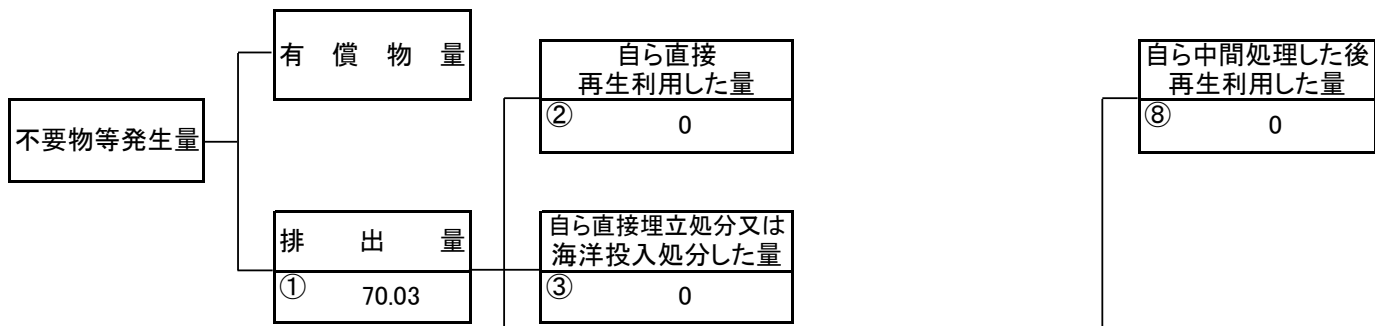 不要物等発生量
有償物量
排出量
① 70.03
自ら直接
再生利用した量
② 0
自ら直接埋立処分又は
海洋投入処分した量
③ 0
自ら中間処理した後
再生利用した量
⑧ 0